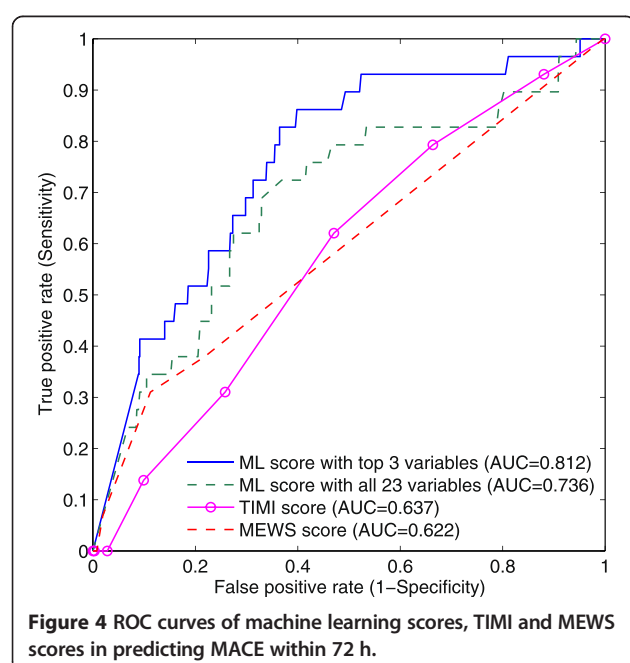 1
0.9
0.8
0.7
0.6
0.5
0.4
0.3
0.2
0.1
0
True positive rate (Sensitivity)
ML score with top 3 variables (AUC=0.812)
ML score with all 23 variables (AUC=0.736)
TIMI score (AUC=0.637)
MEWS score (AUC=0.622)
0 0.2 0.4 0.6 0.8 1
False positive rate (1−Specificity)
Figure 4 ROC curves of machine learning scores, TIMI and MEWS
scores in predicting MACE within 72 h.